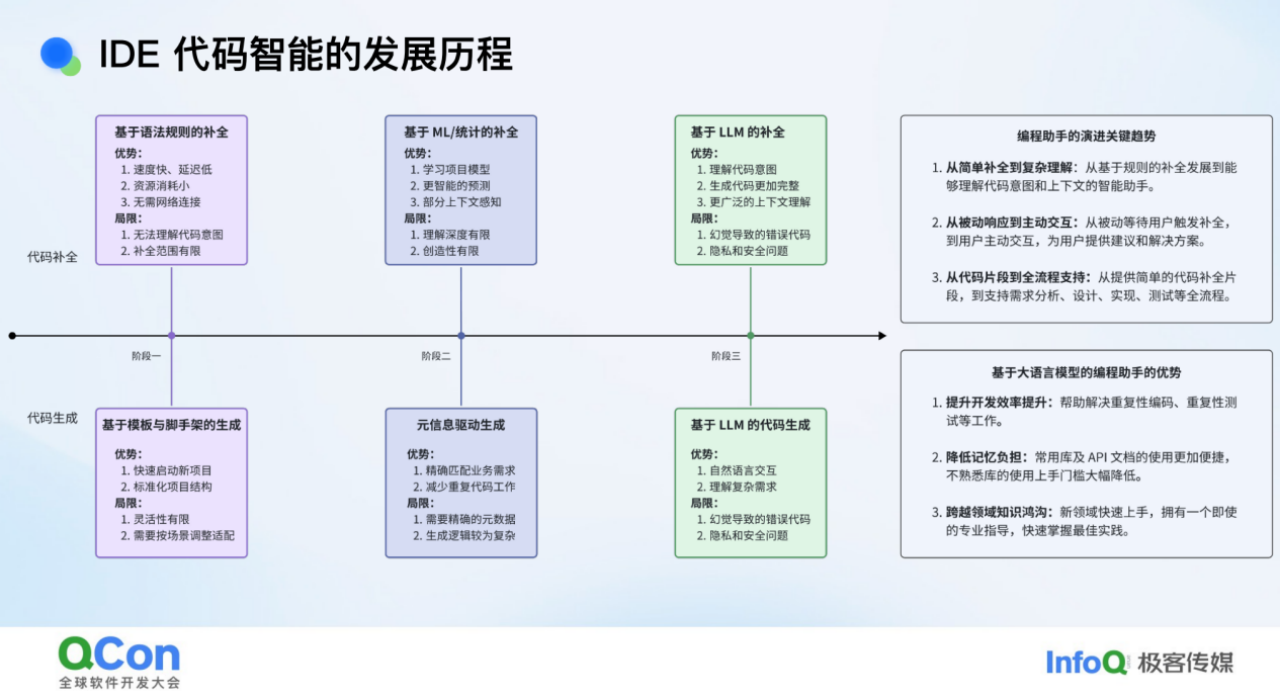 IDE 代码智能的发展历程
基于语法规则的补全
优势：
1. 速度快、延迟低
2. 资源消耗小
3. 无需网络连接
局限：
1. 无法理解代码意图
2. 补全范围有限
基于 ML/统计的补全
优势：
1. 学习项目模型
2. 更智能的预测
3. 部分上下文感知
局限：
1. 理解深度有限
2. 创造性有限
基于 LLM 的补全
优势：
1. 理解代码意图
2. 生成代码更加完整
3. 更广泛的上下文理解
局限：
1. 幻觉导致的错误代码
2. 隐私和安全问题
代码补全
阶段一
阶段二
阶段三
代码生成
基于模板与脚手架的生成
优势：
1. 快速启动新项目
2. 标准化项目结构
局限：
1. 灵活性有限
2. 需要按场景调整适配
元信息驱动生成
优势：
1. 精确匹配业务需求
2. 减少重复代码工作
局限：
1. 需要精确的元数据
2. 生成逻辑较为复杂
基于 LLM 的代码生成
优势：
1. 自然语言交互
2. 理解复杂需求
局限：
1. 幻觉导致的错误代码
2. 隐私和安全问题
编程助手的演进关键趋势
1. 从简单补全到复杂理解：从基于规则的补全发展到能
够理解代码意图和上下文的智能助手。
2. 从被动响应到主动交互：从被动等待用户触发补全，
到用户主动交互，为用户提供建议和解决方案。
3. 从代码片段到全流程支持：从提供简单的代码补全片
段，到支持需求分析、设计、实现、测试等全流程。
基于大语言模型的编程助手的优势
1. 提升开发效率提升：帮助解决重复性编码、重复性测
试等工作。
2. 降低记忆负担：常用库及 API 文档的使用更加便捷，
不熟悉库的使用上手门槛大幅降低。
3. 跨越领域知识鸿沟：新领域快速上手，拥有一个即使
的专业指导，快速掌握最佳实践。
QCon
全球软件开发大会
InfoQ 极客传媒